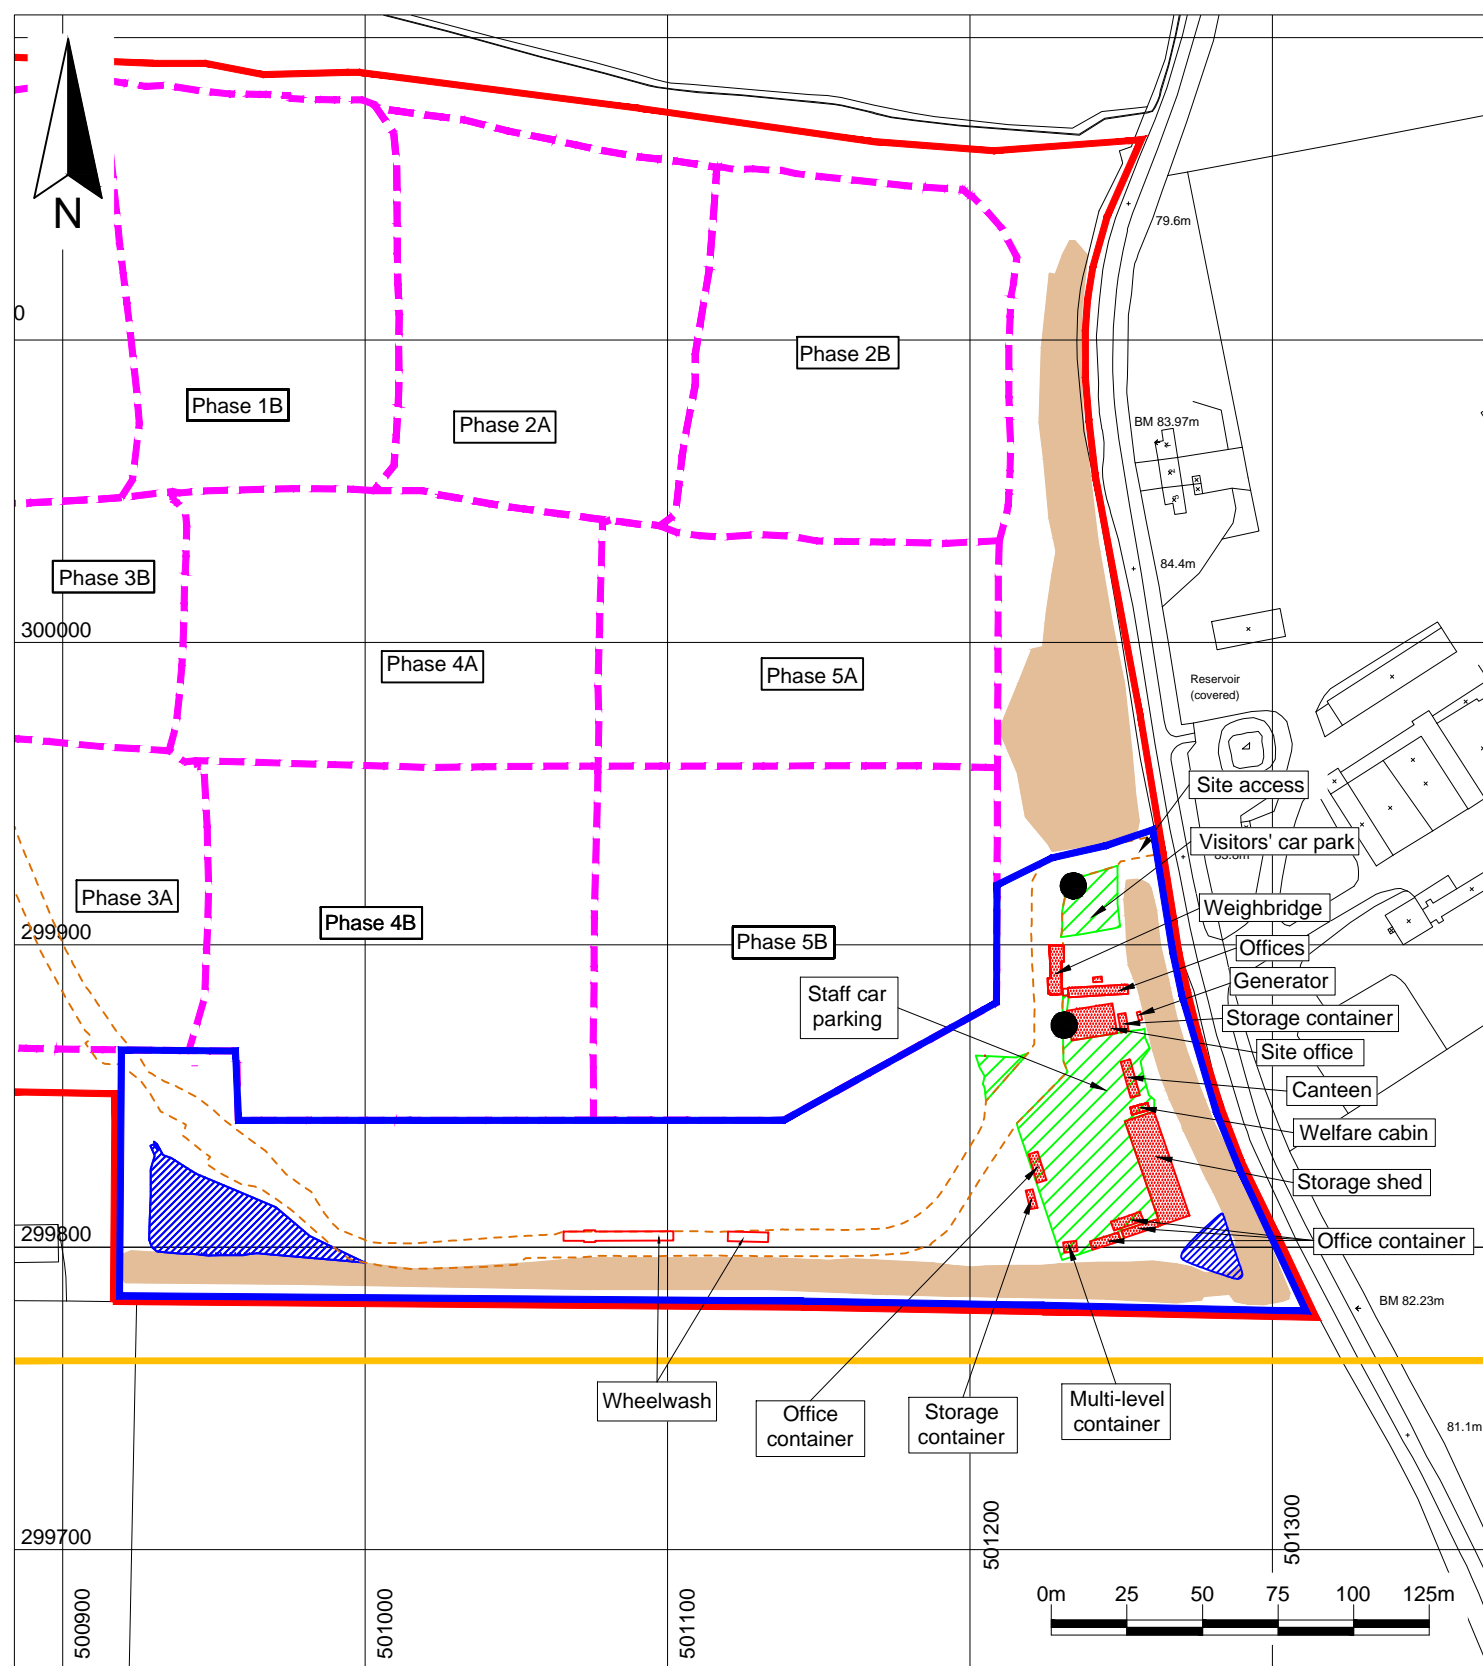 N
79.6m
0
Phase 2B
Phase 1B
Phase 2A
BM 83.97m
84.4m
Phase 3B
300000
Phase 4A
Phase 5A
Reservoir
(covered)
Site access
Visitors' car park
Phase 3A
Phase 4B
Weighbridge
299900
Phase 5B
Offices
Generator
Staff car
parking
Storage container
Site office
Canteen
Welfare cabin
Storage shed
299800
Office container
BM 82.23m
Wheelwash
Office
container
Storage
container
Multi-level
container
81.1m
299700
501200
501300
500900
501000
501100
0m 25 50 75 100 125m